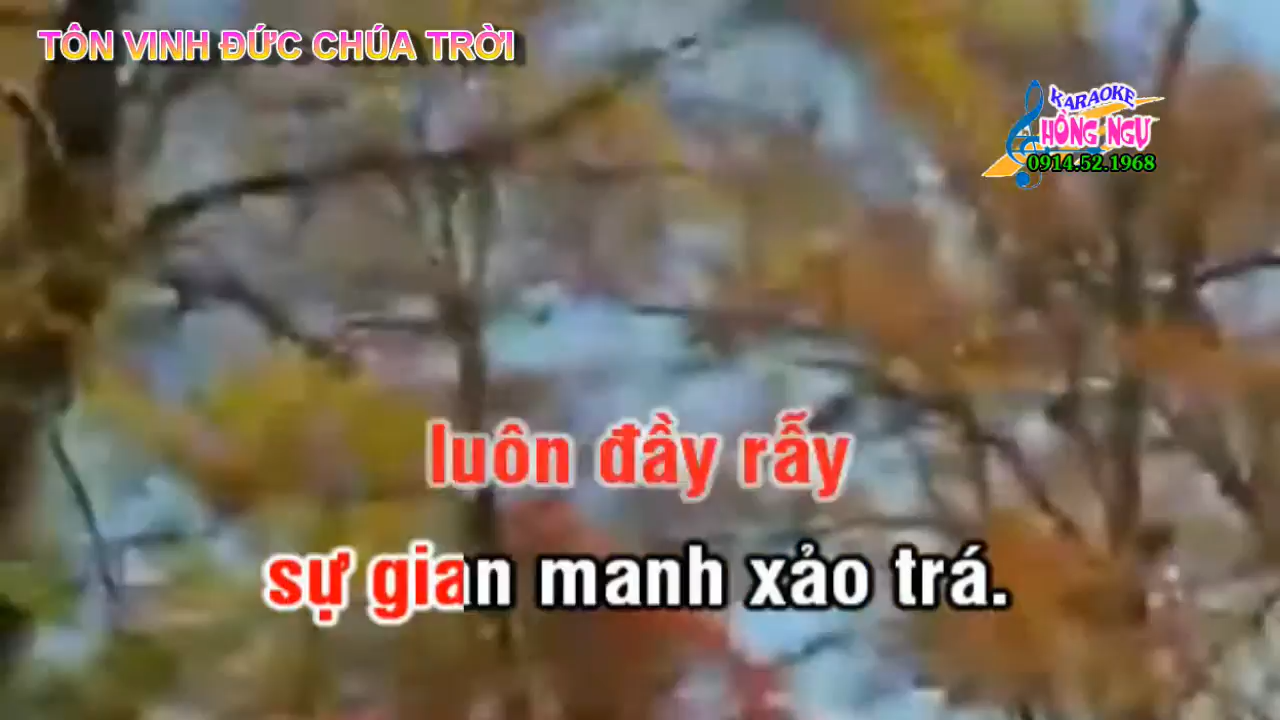 TÔN VINH ĐỨC CHÚA TRỜI
KARAOKE
HỒNG NGỰ
0914.52.1968
luôn đầy rẫy
sự gian manh xảo trá.